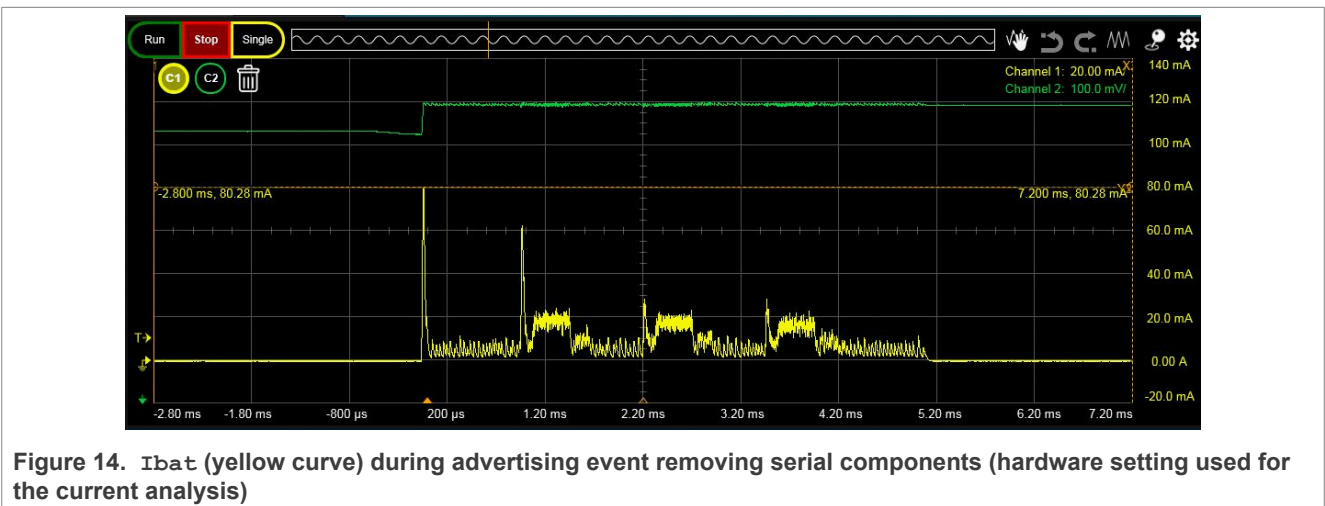 Run Stop Single
C1 C2
Channel 1: 20.00 mA/
Channel 2: 100.0 mV/
140 mA
120 mA
100 mA
-2.800 ms, 80.28 mA
7.200 ms, 80.28 mA
80.0 mA
60.0 mA
40.0 mA
20.0 mA
T
0.00 A
-20.0 mA
-2.80 ms -1.80 ms -800 µs 200 µs 1.20 ms 2.20 ms 3.20 ms 4.20 ms 5.20 ms 6.20 ms 7.20 ms
Figure 14. Ibat (yellow curve) during advertising event removing serial components (hardware setting used for
the current analysis)